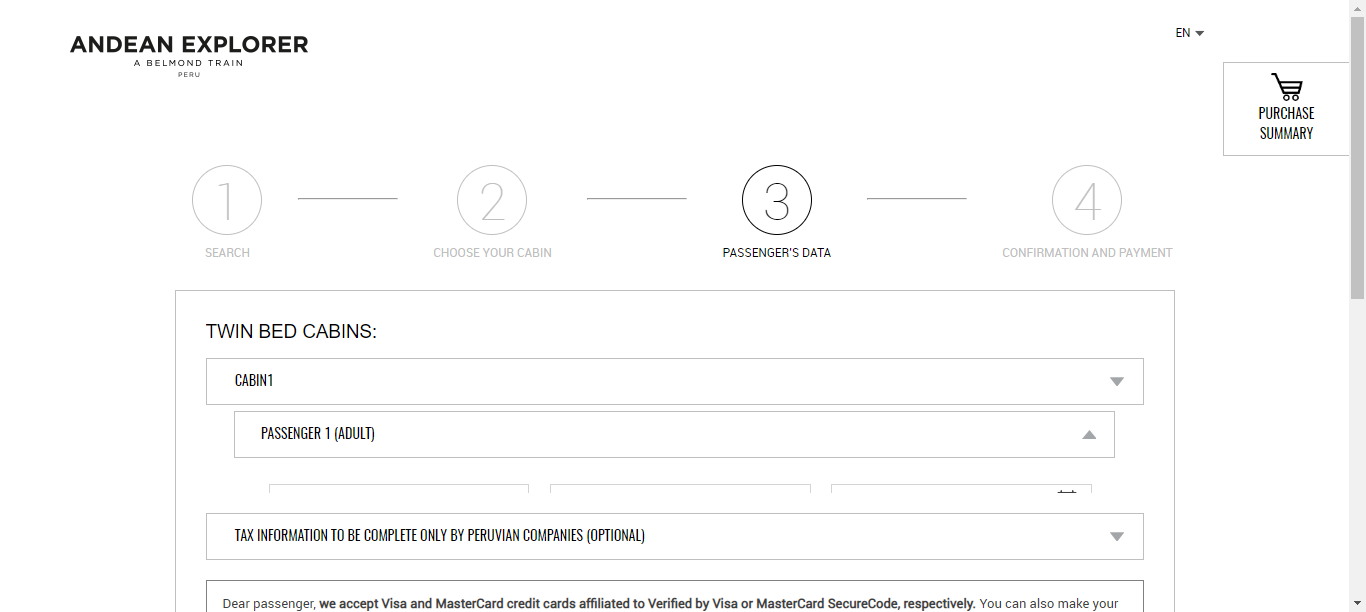 ANDEAN EXPLORER
A BELMOND TRAIN
PERU
EN
PURCHASE
SUMMARY
1
2
3
4
SEARCH
CHOOSE YOUR CABIN
PASSENGER'S DATA
CONFIRMATION AND PAYMENT
TWIN BED CABINS:
CABIN1
PASSENGER 1 (ADULT)
TAX INFORMATION TO BE COMPLETE ONLY BY PERUVIAN COMPANIES (OPTIONAL)
Dear passenger, we accept Visa and MasterCard credit cards affiliated to Verified by Visa or MasterCard SecureCode, respectively. You can also make your